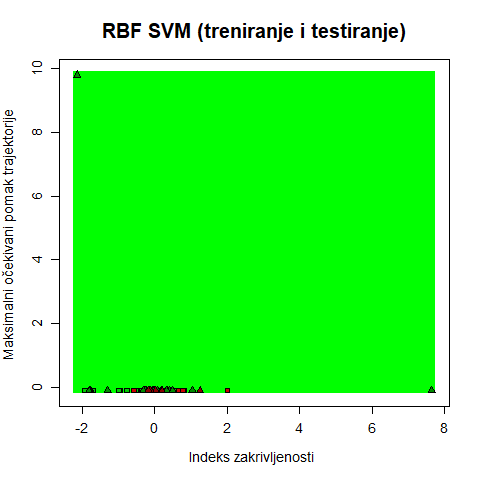 RBF SVM (treniranje i testiranje)
Maksimalni očekivani pomak trajektorije
10
8
6
4
2
0
-2 0 2 4 6 8
Indeks zakrivljenosti